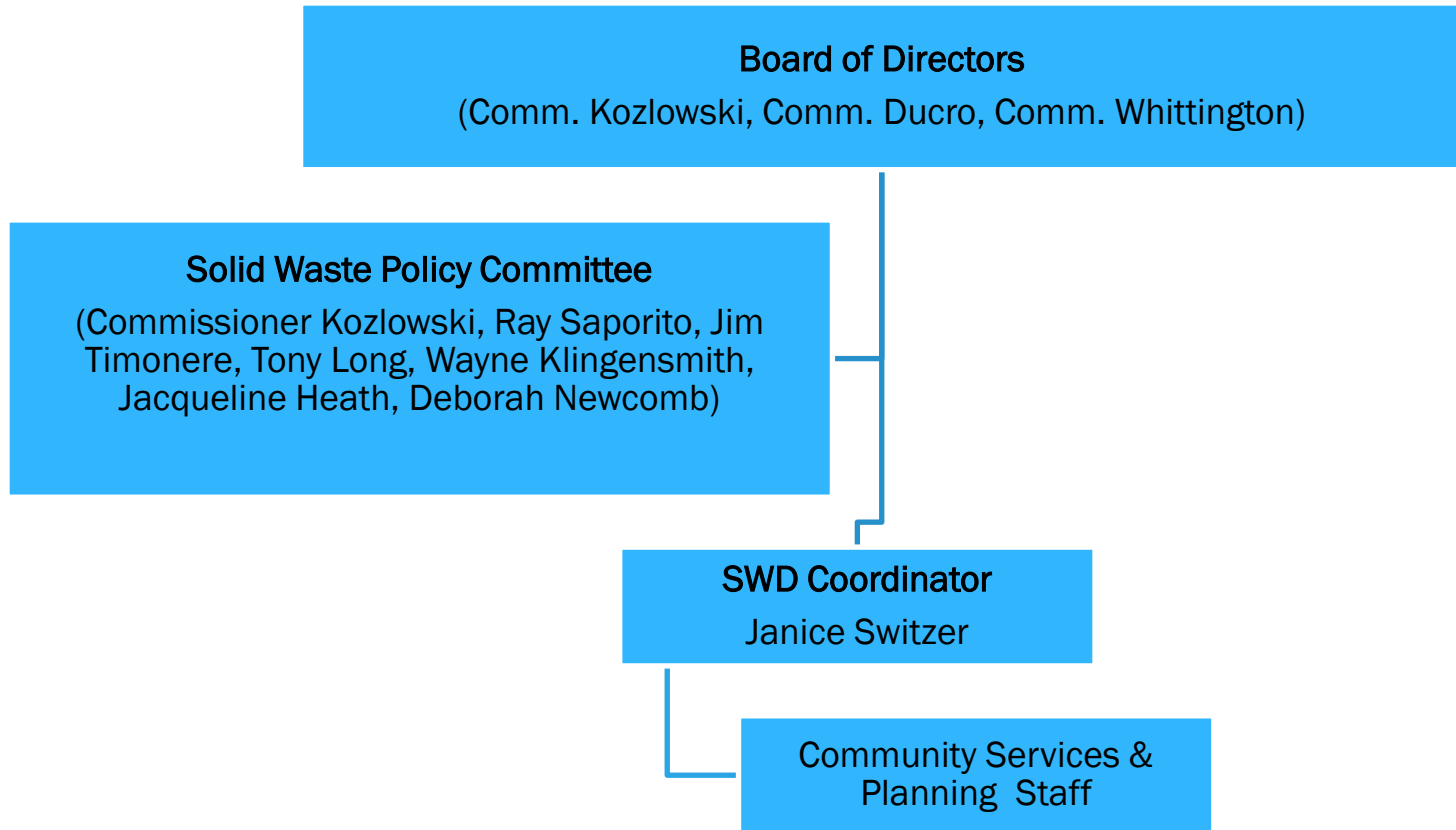 Board of Directors
(Comm. Kozlowski, Comm. Ducro, Comm. Whittington)
Solid Waste Policy Committee
(Commissioner Kozlowski, Ray Saporito, Jim
Timonere, Tony Long, Wayne Klingensmith,
Jacqueline Heath, Deborah Newcomb)
SWD Coordinator
Janice Switzer
Community Services &
Planning  Staff